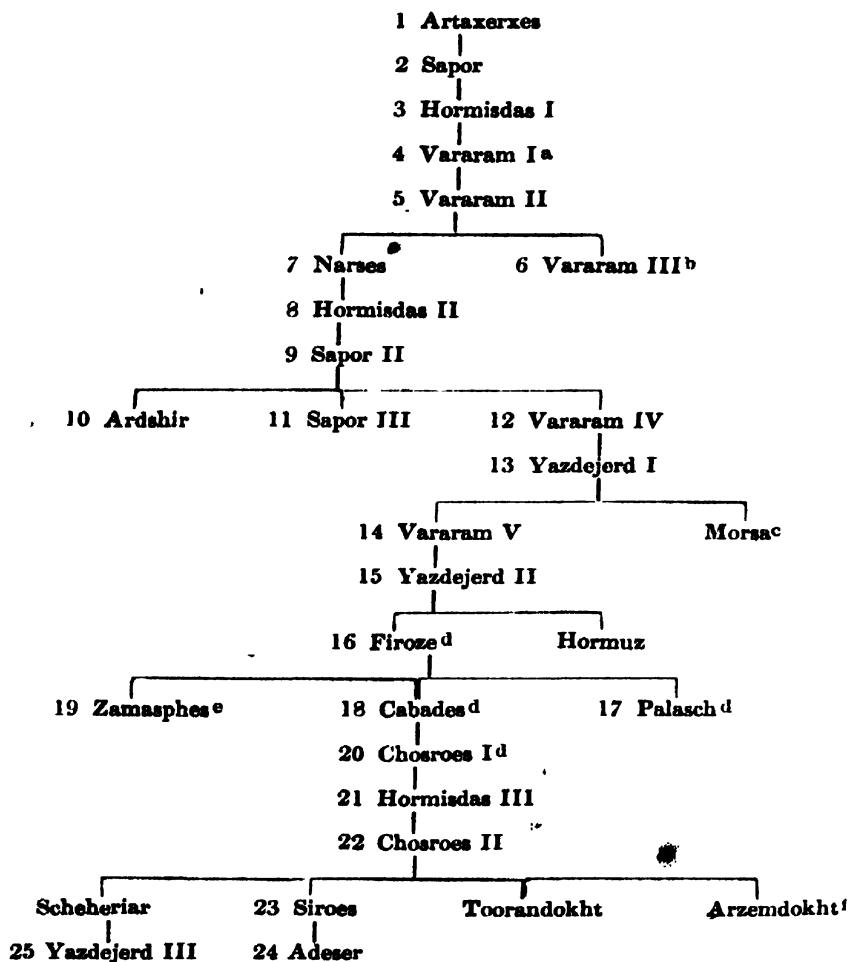 1 Artaxerxes
2 Sapor
3 Hormisdas I
4 Vararam I a
5 Vararam II
7 Narses 6 Vararam III b
8 Hormisdas II
9 Sapor II
10 Ardshir 11 Sapor III 12 Vararam IV
13 Yazdejerd I
14 Vararam V Morsa c
15 Yazdejerd II
16 Firoze d Hormuz
19 Zamasphes e 18 Cabades d 17 Palasch d
20 Chosroes I d
21 Hormisdas III
22 Chosroes II
Scheheriar 23 Siroes Toorandokht Arzemdokht f
25 Yazdejerd III 24 Adeser